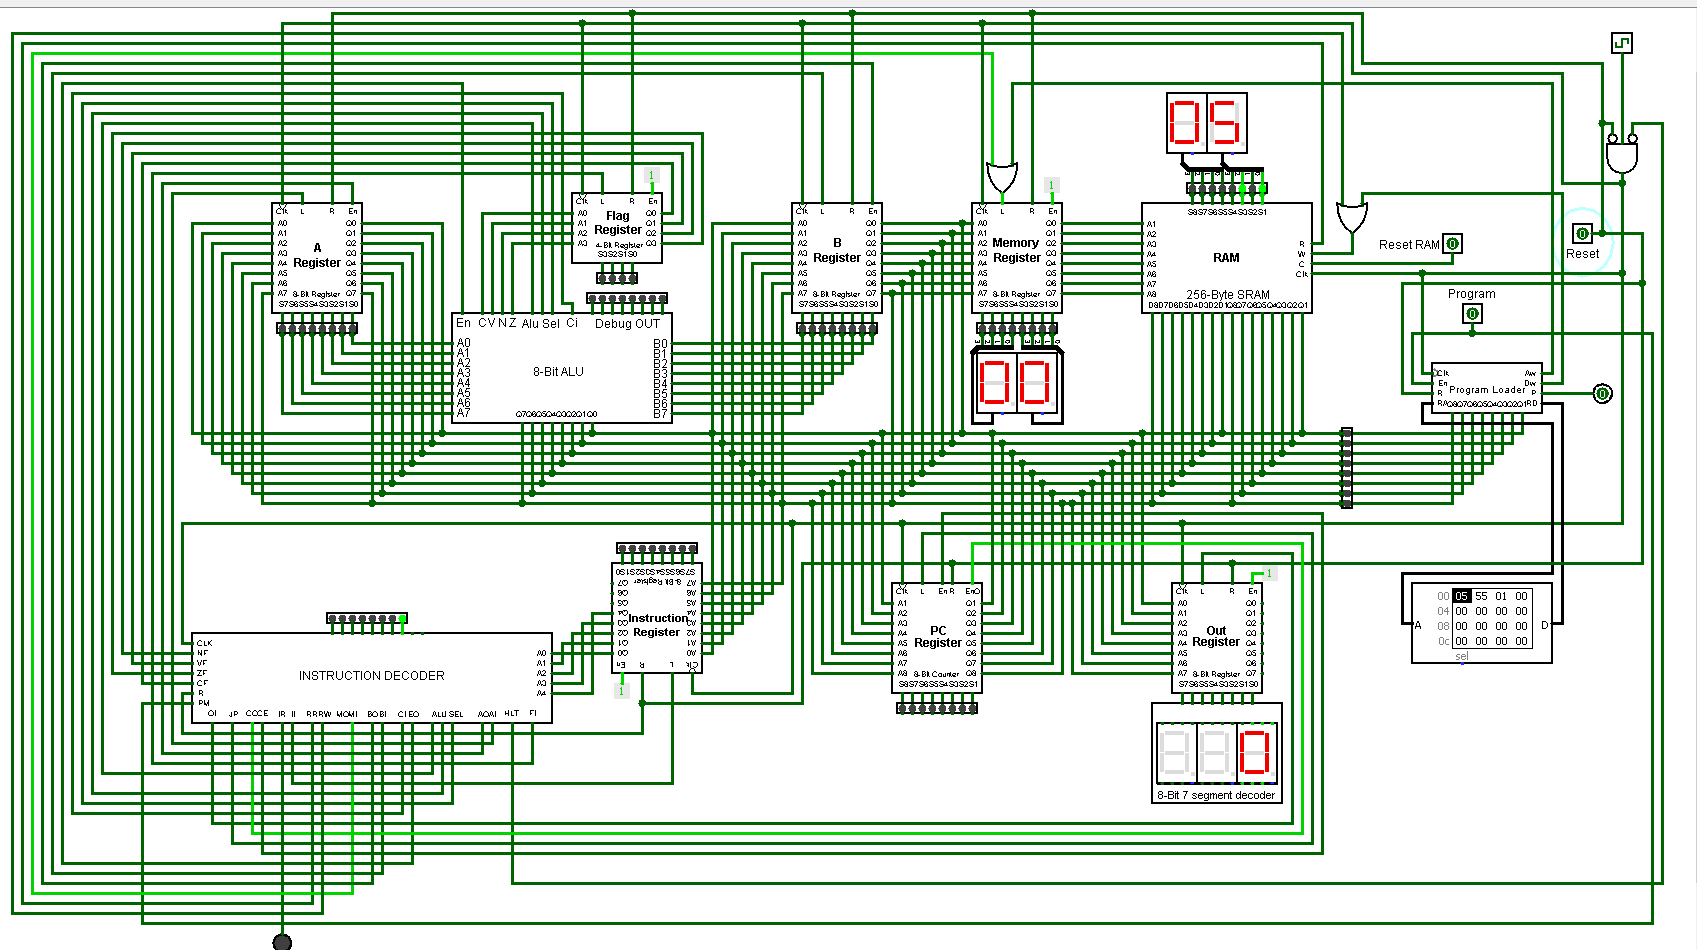 05
1
1
Clk L R En
A0 Q0
A1 Q1
A2 Q2
A3 Q3
A4 Q4
A5 Q5
A6 Q6
A7 Q7
A
Register
8-Bit Register
S7S6S5S4S3S2S1S0
Clk L R En
A0 Q0
A1 Q1
A2 Q2
A3 Q3
Flag
Register
4-Bit Register
S3S2S1S0
Clk L R En
A0 Q0
A1 Q1
A2 Q2
A3 Q3
A4 Q4
A5 Q5
A6 Q6
A7 Q7
B
Register
8-Bit Register
S7S6S5S4S3S2S1S0
Clk L R En
A0 Q0
A1 Q1
A2 Q2
A3 Q3
A4 Q4
A5 Q5
A6 Q6
A7 Q7
Memory
Register
8-Bit Register
S7S6S5S4S3S2S1S0
00
S8S7S6S5S4S3S2S1
A1
A2
A3
A4
A5
A6
A7
A8
R
W
C
Clk
RAM
256-Byte SRAM
Reset RAM 0
0
Reset
Program
0
Clk
En
R
RA
Aw
Dw
P
RD
Program Loader
0
En C V N Z Alu Sel Ci Debug OUT
A0 B0
A1 B1
A2 B2
A3 B3
A4 B4
A5 B5
A6 B6
A7 B7
8-Bit ALU
Q7Q6Q5Q4Q3Q2Q1Q0
S7S6S5S4S3S2S1S0
8-Bit Register
Instruction
Register
En R L Clk
1
CLK
NF
VF
ZF
CF
R
PM
A0
A1
A2
A3
A4
INSTRUCTION DECODER
OI JP COCE IR II RRRW MOMI BOBI CIEO ALU SEL AOAI HLT FI
Clk L En R EnO
A1 Q1
A2 Q2
A3 Q3
A4 Q4
A5 Q5
A6 Q6
A7 Q7
A8 Q8
PC
Register
8-Bit Counter
S8S7S6S5S4S3S2S1
1
Clk L R En
A0 Q0
A1 Q1
A2 Q2
A3 Q3
A4 Q4
A5 Q5
A6 Q6
A7 Q7
Out
Register
8-Bit Register
S7S6S5S4S3S2S1S0
0
8-Bit 7 segment decoder
00 05 55 01 00
04 00 00 00 00
08 00 00 00 00
0c 00 00 00 00
A D
sel